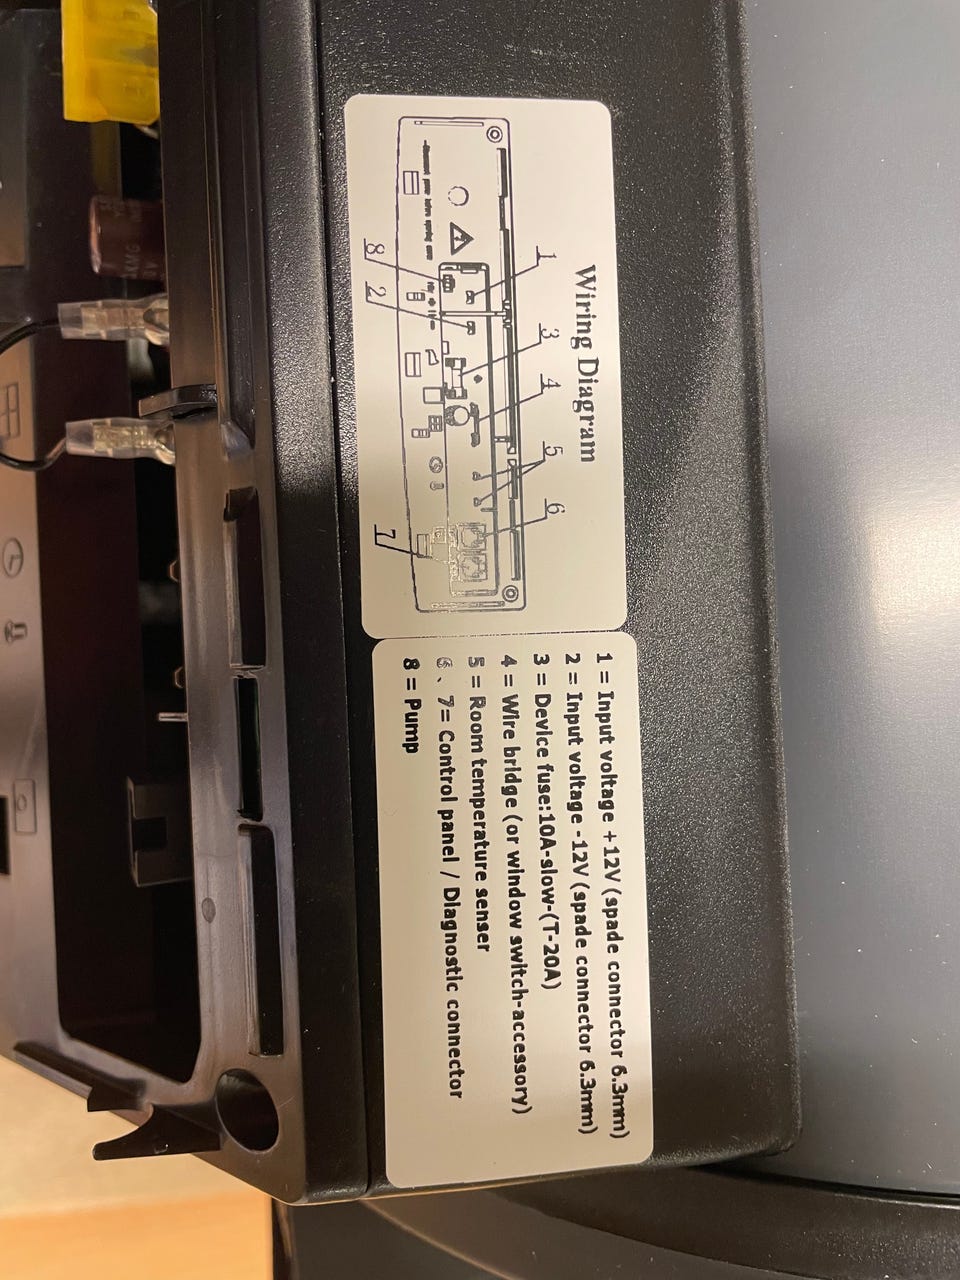 Wiring Diagram
1
3
4
5
6
8
2
7
1 = Input voltage +12V(spade connector 6.3mm)
2 = Input voltage -12V(spade connector 6.3mm)
3 = Device fuse:10A-slow-(T-20A)
4 = Wire bridge (or window switch-accessory)
5 = Room temperature senser
6、7= Control panel / Diagnostic connector
8 = Pump
KMG